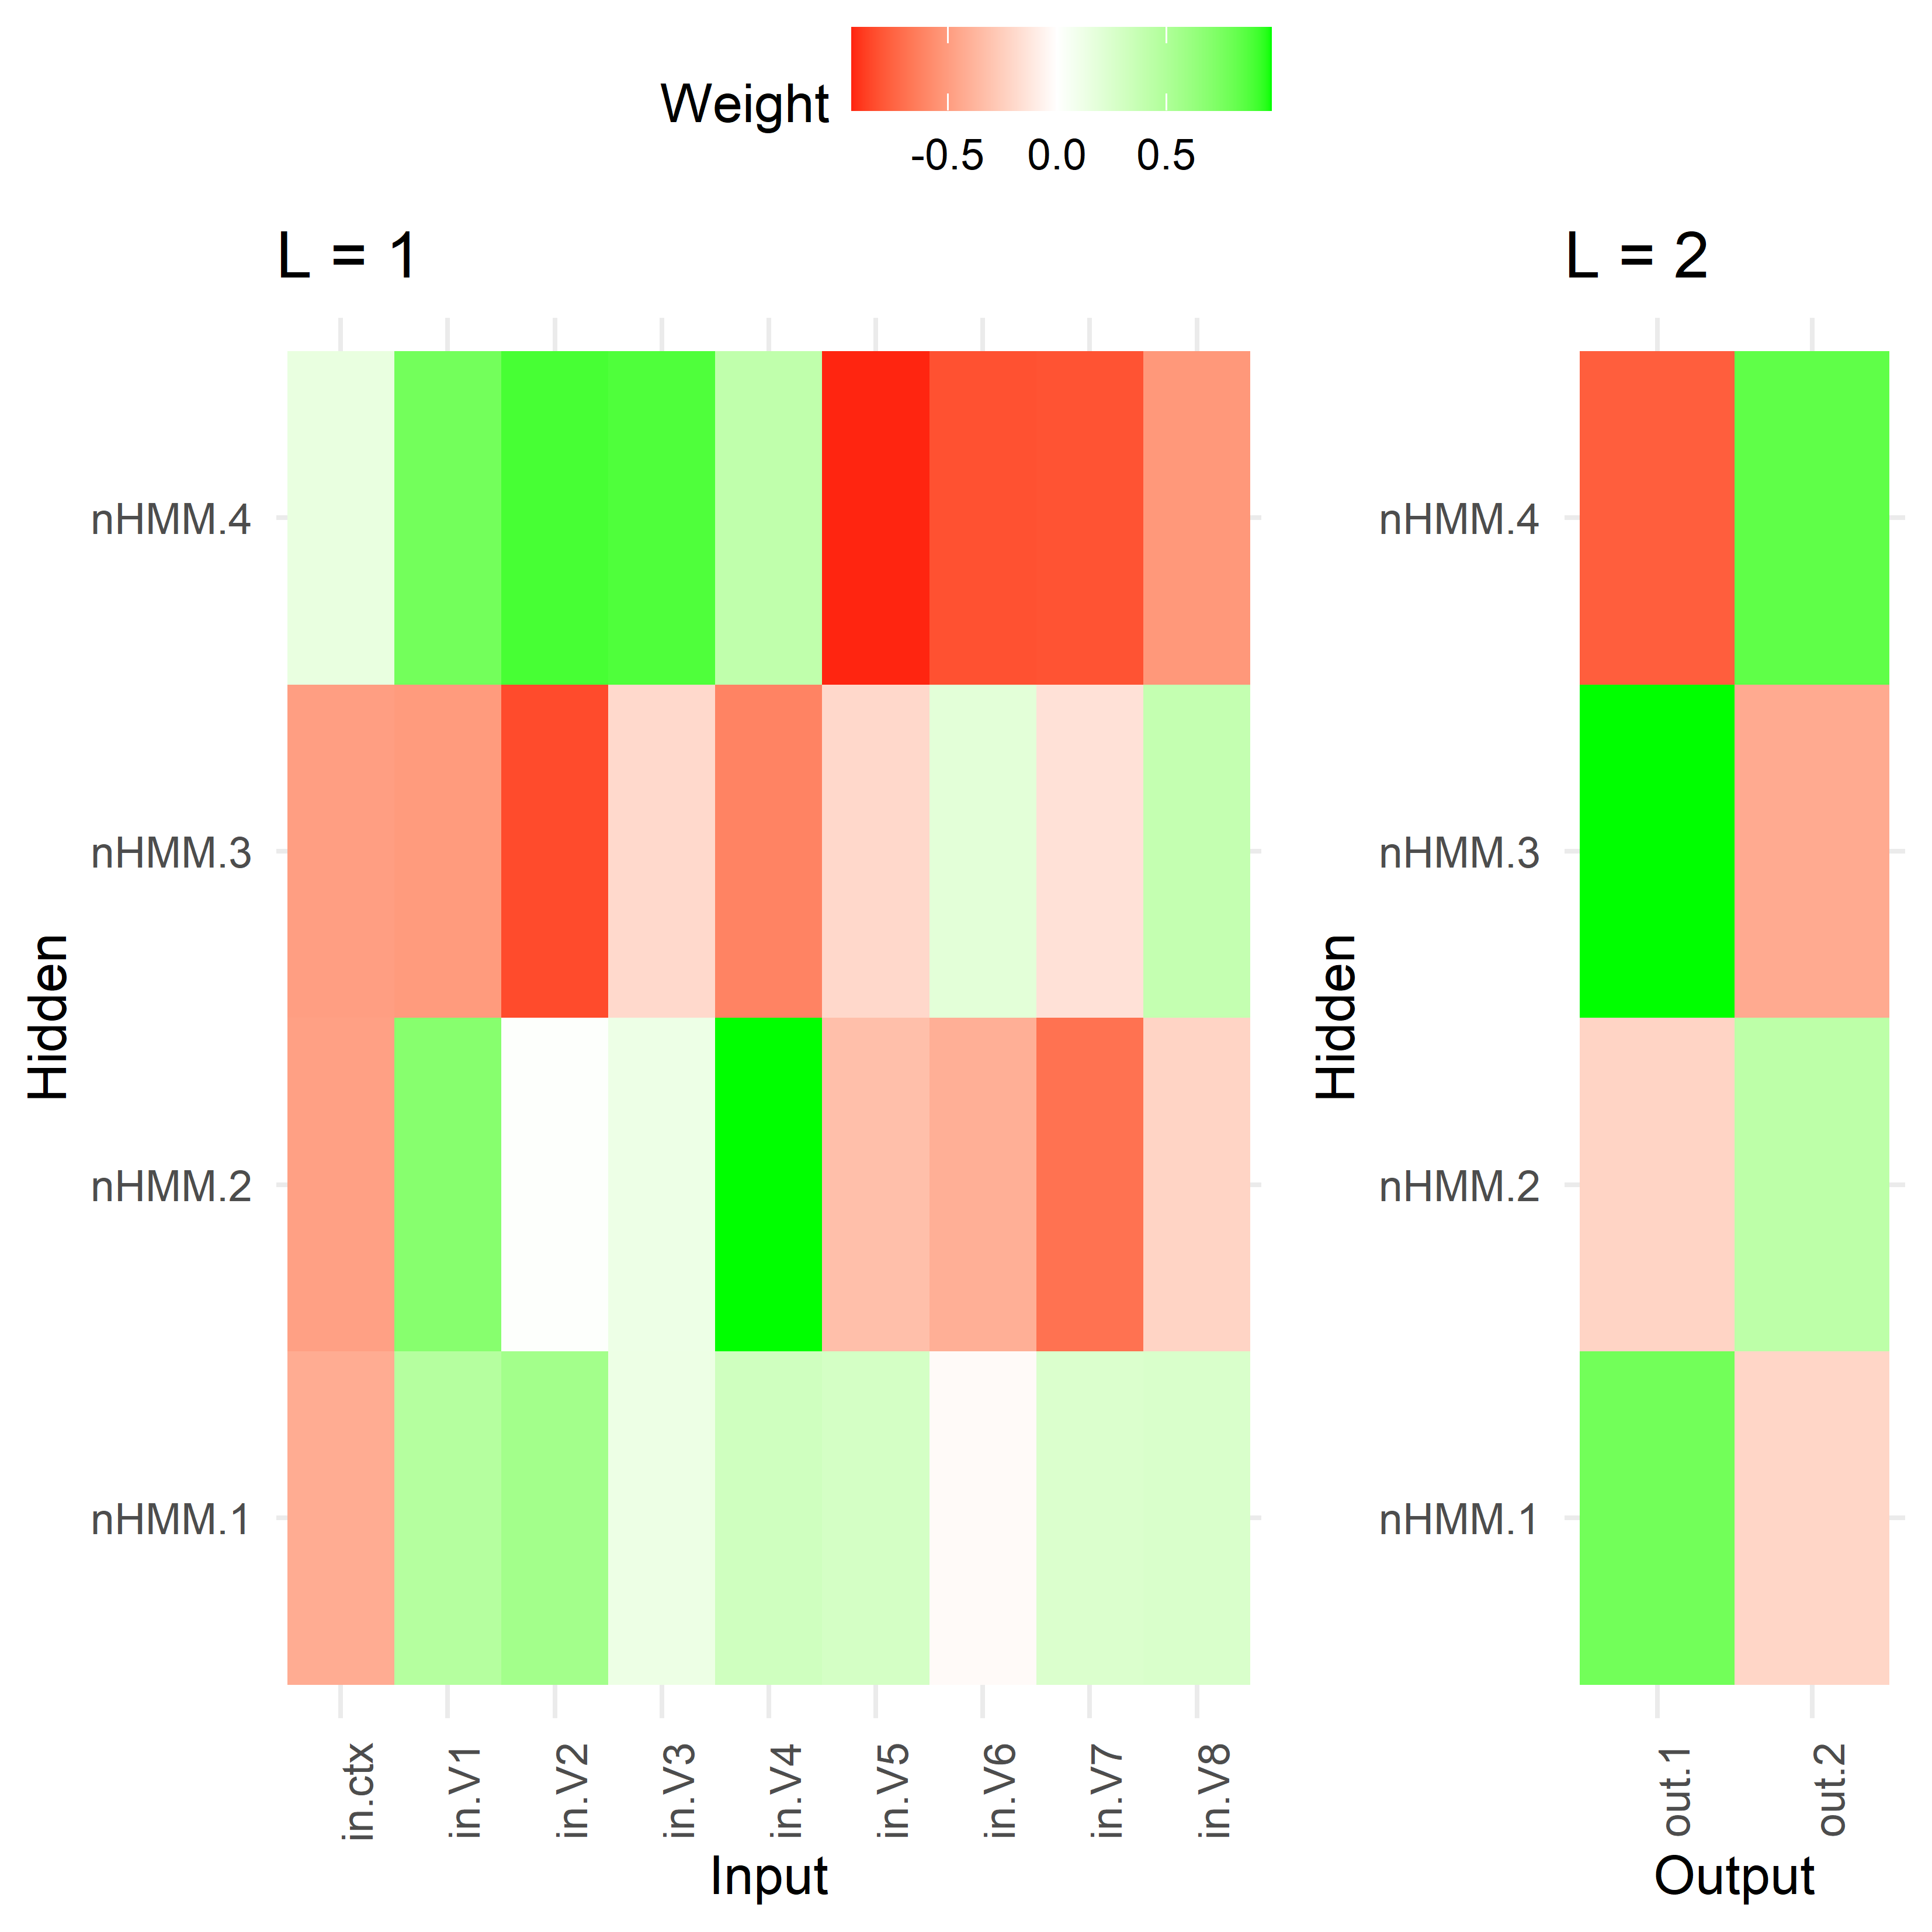 Weight
-0.5 0.0 0.5
L = 1
nHMM.4
nHMM.3
nHMM.2
nHMM.1
Hidden
in.ctx in.V1 in.V2 in.V3 in.V4 in.V5 in.V6 in.V7 in.V8
Input
L = 2
nHMM.4
nHMM.3
nHMM.2
nHMM.1
Hidden
out.1 out.2
Output